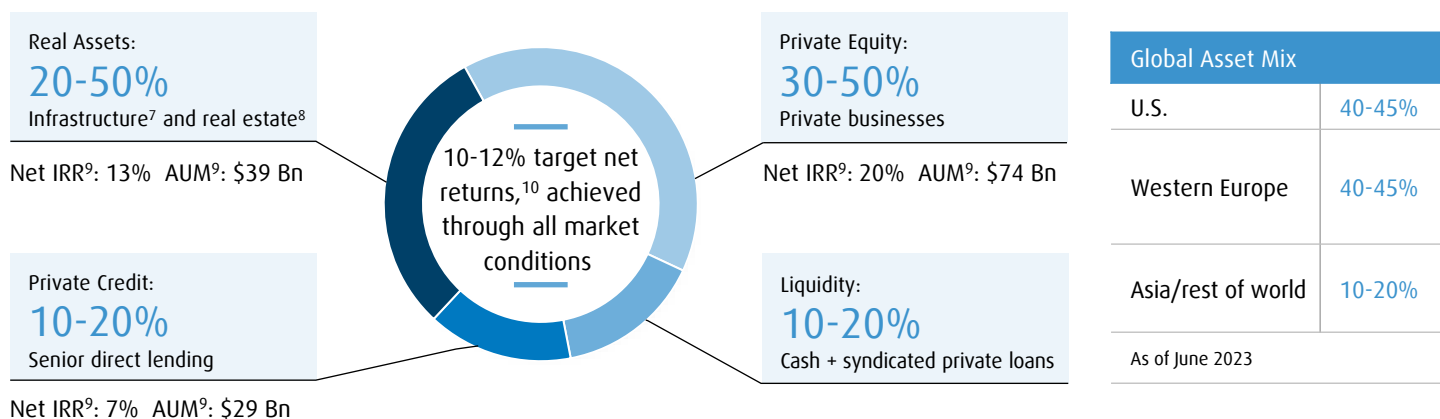 Real Assets:
20-50%
Infrastructure⁷ and real estate⁸
Net IRR⁹: 13% AUM⁹: $39 Bn
Private Credit:
10-20%
Senior direct lending
Net IRR⁹: 7% AUM⁹: $29 Bn
10-12% target net
returns,¹⁰ achieved
through all market
conditions
Private Equity:
30-50%
Private businesses
Net IRR⁹: 20% AUM⁹: $74 Bn
Liquidity:
10-20%
Cash + syndicated private loans
Global Asset Mix
U.S. 40-45%
Western Europe 40-45%
Asia/rest of world 10-20%
As of June 2023